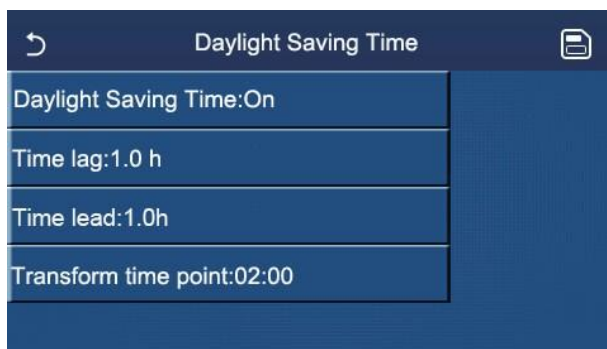 Daylight Saving Time
Daylight Saving Time:On
Time lag:1.0 h
Time lead:1.0h
Transform time point:02:00